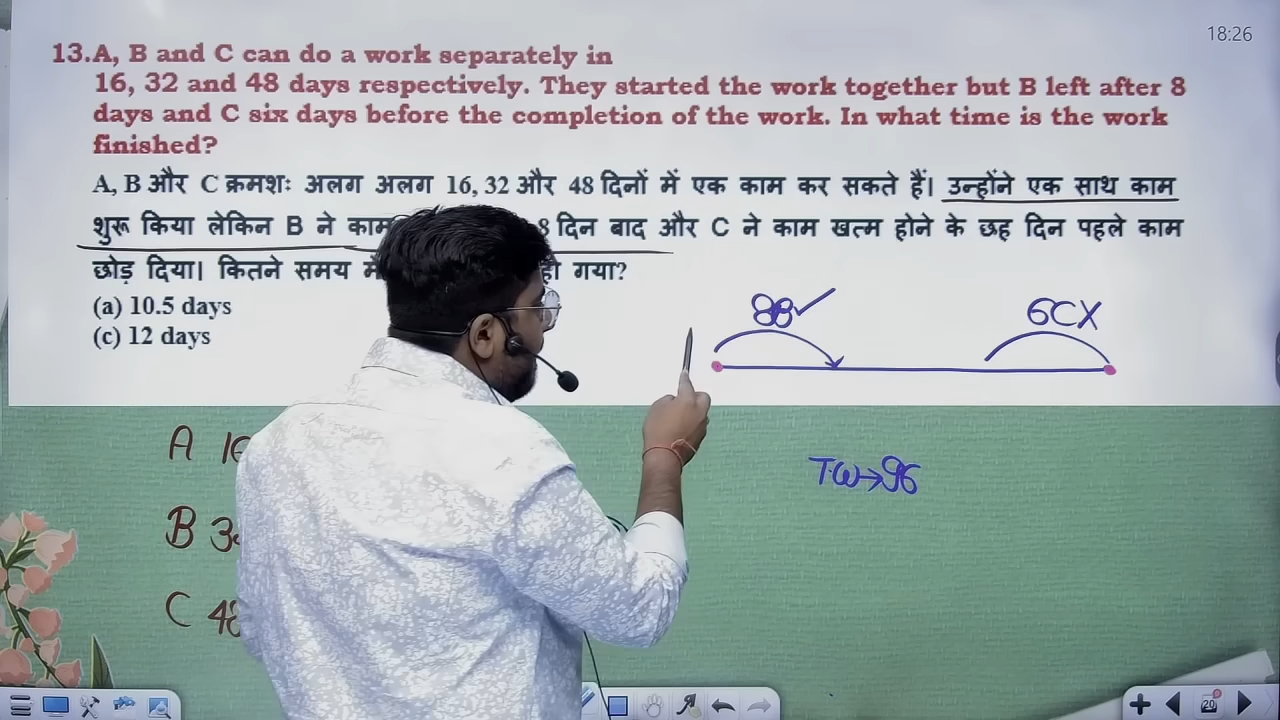 18:26
13.A, B and C can do a work separately in
16, 32 and 48 days respectively. They started the work together but B left after 8
days and C six days before the completion of the work. In what time is the work
finished?
A, B और C क्रमशः अलग अलग 16, 32 और 48 दिनों में एक काम कर सकते हैं। उन्होंने एक साथ काम
शुरू किया लेकिन B ने 8 दिन बाद और C ने काम खत्म होने के छह दिन पहले काम
छोड़ दिया। कितने समय गया?
(a) 10.5 days
(c) 12 days
8B✓ 6CX
T.W→96
A
B
C 48
20